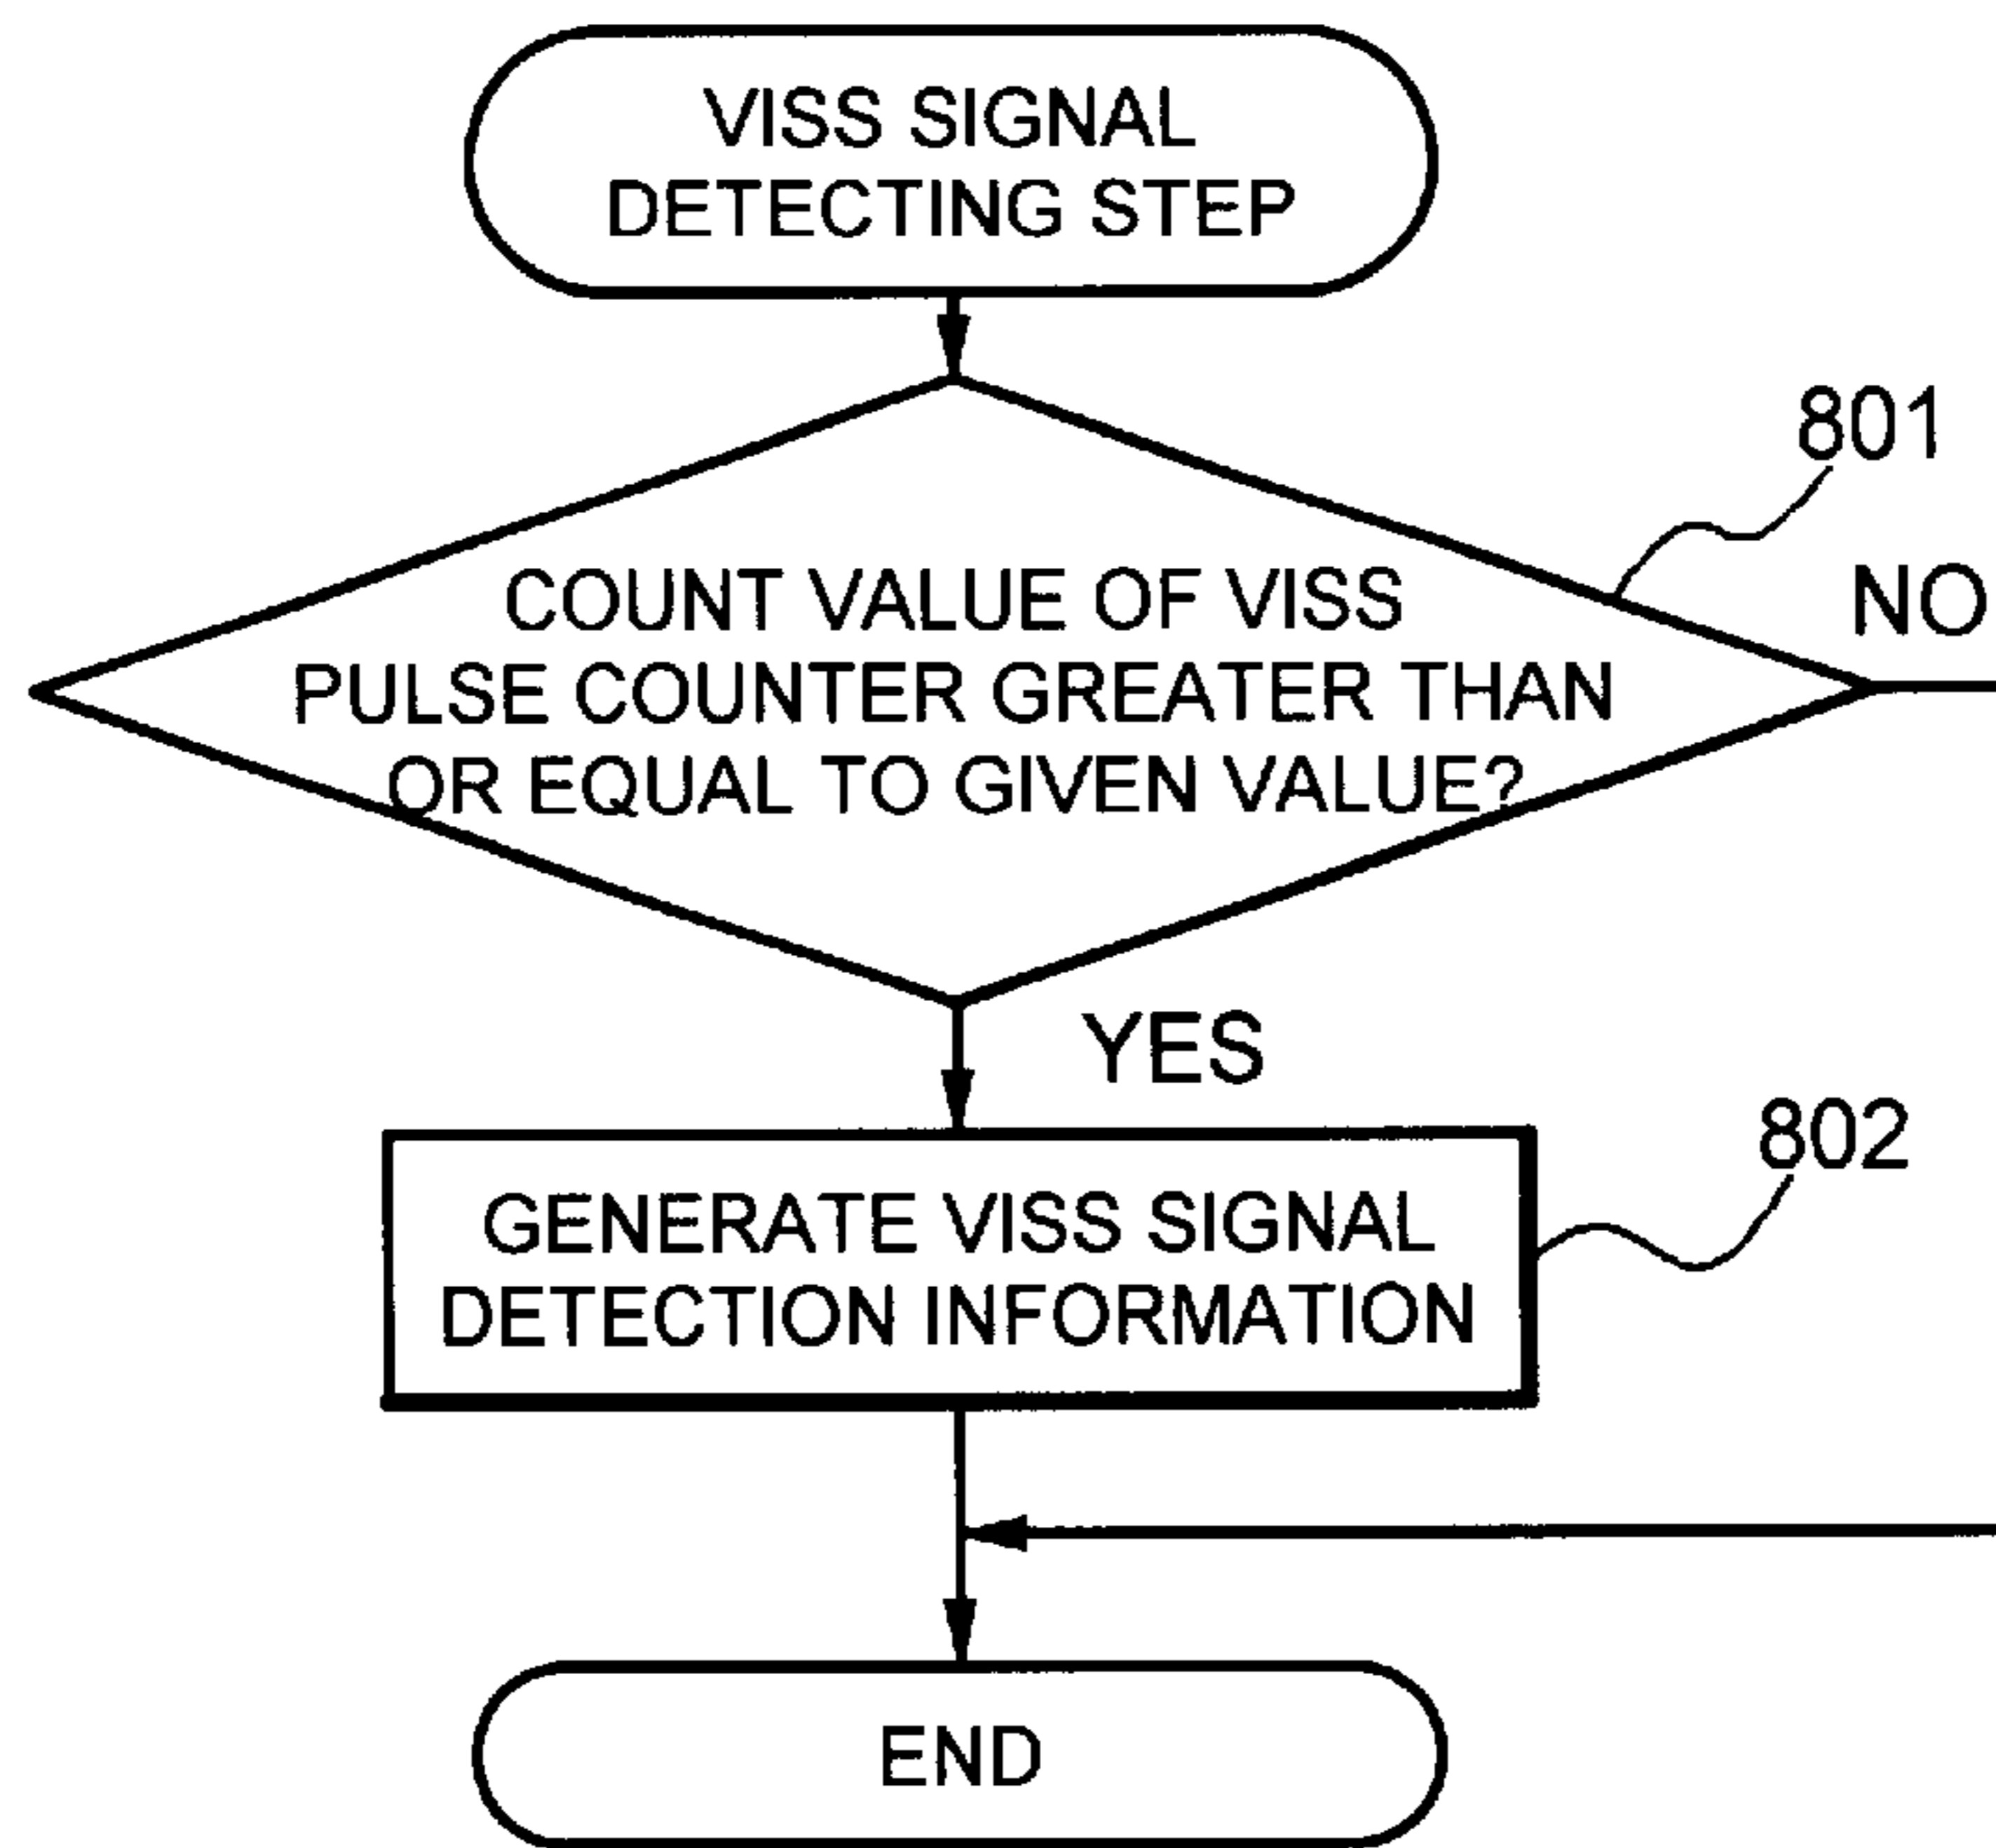 VISS SIGNAL
DETECTING STEP
801
COUNT VALUE OF VISS
PULSE COUNTER GREATER THAN
OR EQUAL TO GIVEN VALUE?
NO
YES
802
GENERATE VISS SIGNAL
DETECTION INFORMATION
END